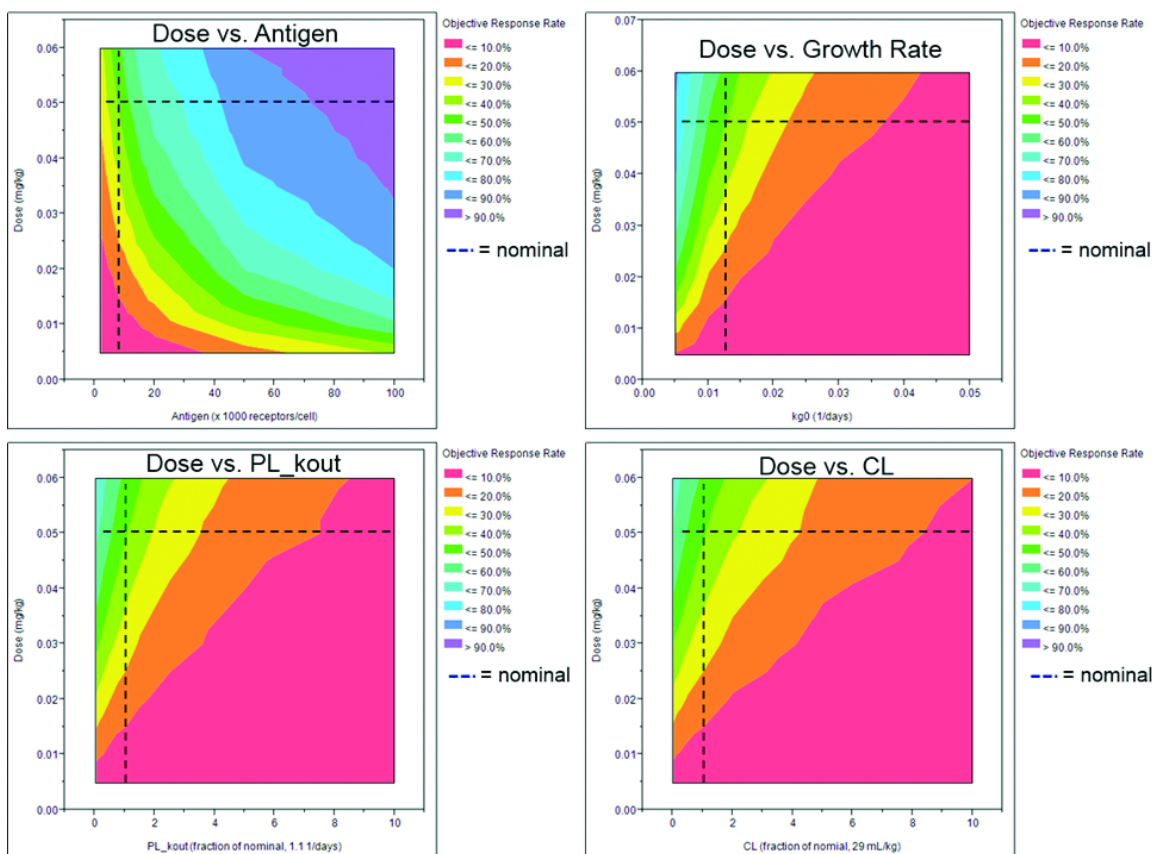 Dose vs. Antigen
Objective Response Rate
<= 10.0%
<= 20.0%
<= 30.0%
<= 40.0%
<= 50.0%
<= 60.0%
<= 70.0%
<= 80.0%
<= 90.0%
> 90.0%
= nominal
Dose (mg/kg)
0.06
0.05
0.04
0.03
0.02
0.01
0.00
0 20 40 60 80 100
Antigen (x 1000 receptors/cell)
Dose vs. Growth Rate
Objective Response Rate
<= 10.0%
<= 20.0%
<= 30.0%
<= 40.0%
<= 50.0%
<= 60.0%
<= 70.0%
<= 80.0%
<= 90.0%
> 90.0%
= nominal
Dose (mg/kg)
0.07
0.06
0.05
0.04
0.03
0.02
0.01
0.00
0.00 0.01 0.02 0.03 0.04 0.05
kg0 (1/days)
Dose vs. PL_kout
Objective Response Rate
<= 10.0%
<= 20.0%
<= 30.0%
<= 40.0%
<= 50.0%
<= 60.0%
<= 70.0%
<= 80.0%
<= 90.0%
> 90.0%
= nominal
Dose (mg/kg)
0.06
0.05
0.04
0.03
0.02
0.01
0.00
0 2 4 6 8 10
PL_kout (fraction of nominal, 1.1 1/days)
Dose vs. CL
Objective Response Rate
<= 10.0%
<= 20.0%
<= 30.0%
<= 40.0%
<= 50.0%
<= 60.0%
<= 70.0%
<= 80.0%
<= 90.0%
> 90.0%
= nominal
Dose (mg/kg)
0.06
0.05
0.04
0.03
0.02
0.01
0.00
0 2 4 6 8 10
CL (fraction of nomial, 29 mL/kg)